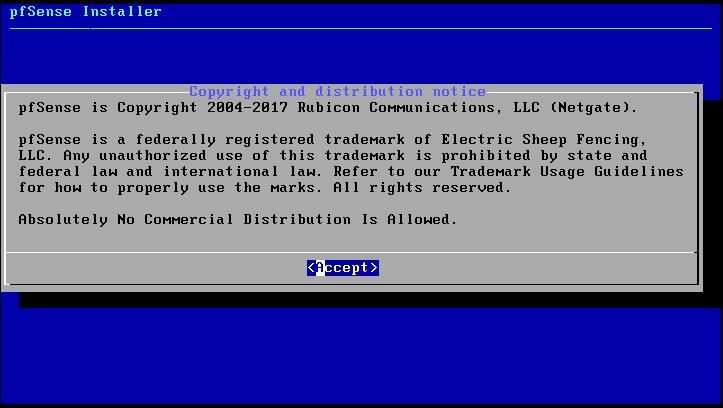 pfSense Installer
Copyright and distribution notice
pfSense is Copyright 2004-2017 Rubicon Communications, LLC (Netgate).
pfSense is a federally registered trademark of Electric Sheep Fencing,
LLC. Any unauthorized use of this trademark is prohibited by state and
federal law and international law. Refer to our Trademark Usage Guidelines
for how to properly use the marks. All rights reserved.
Absolutely No Commercial Distribution Is Allowed.
<Accept>